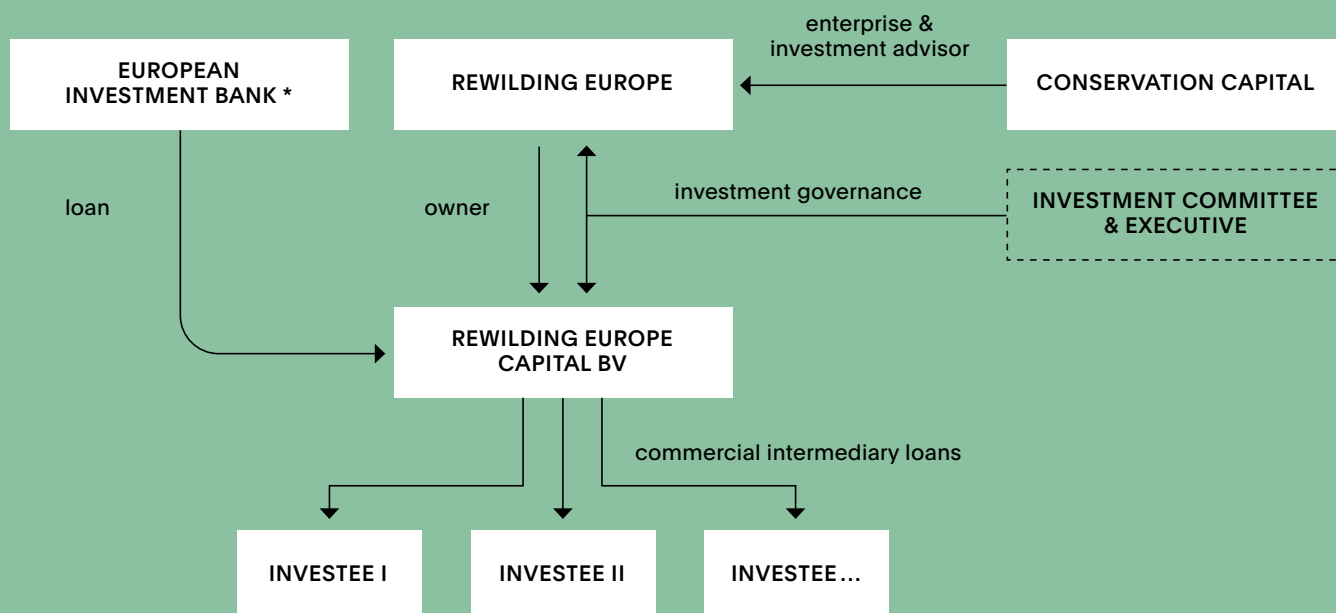 enterprise &
investment advisor
EUROPEAN
INVESTMENT BANK *
REWILDING EUROPE
CONSERVATION CAPITAL
loan
owner
investment governance
INVESTMENT COMMITTEE
& EXECUTIVE
REWILDING EUROPE
CAPITAL BV
commercial intermediary loans
INVESTEE I
INVESTEE II
INVESTEE...